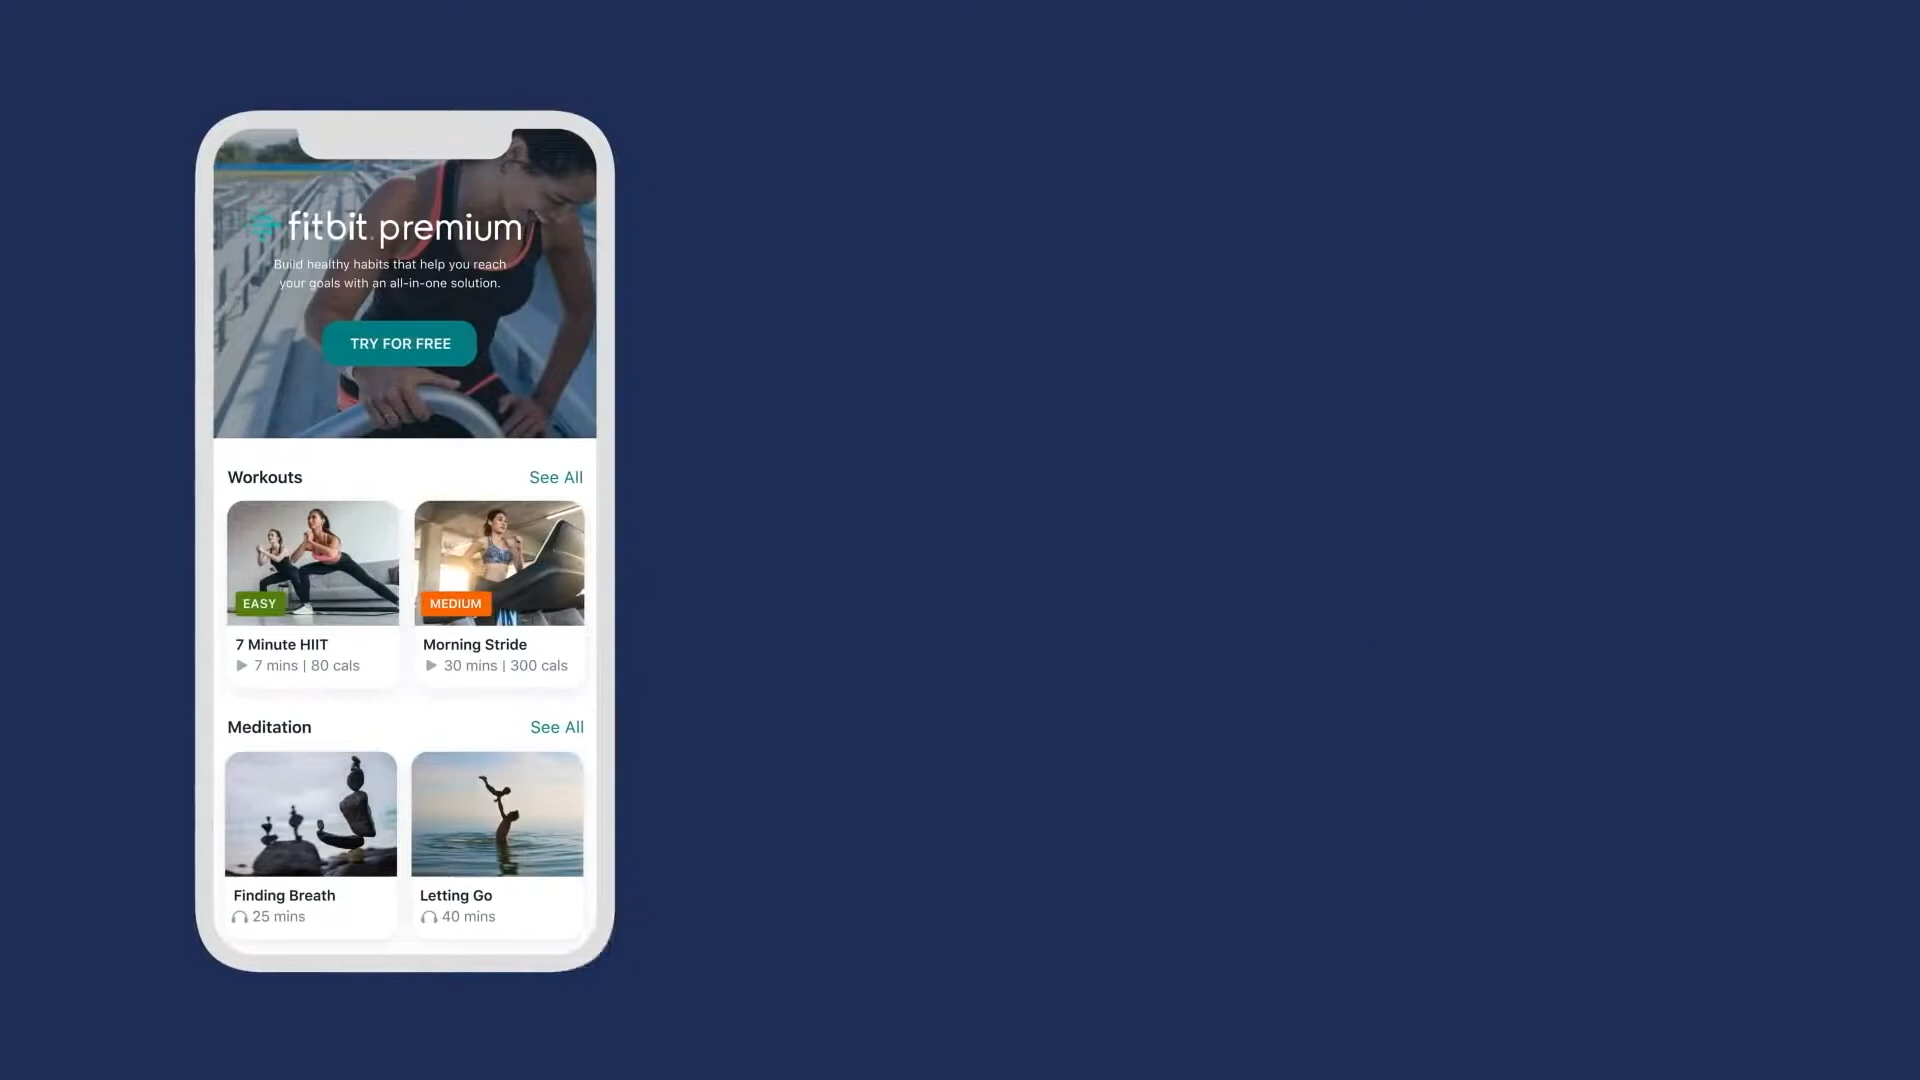 fitbit premium
Build healthy habits that help you reach
your goals with an all-in-one solution.
TRY FOR FREE
Workouts
See All
EASY
MEDIUM
7 Minute HIIT
7 mins | 80 cals
Morning Stride
30 mins | 300 cals
Meditation
See All
Finding Breath
25 mins
Letting Go
40 mins